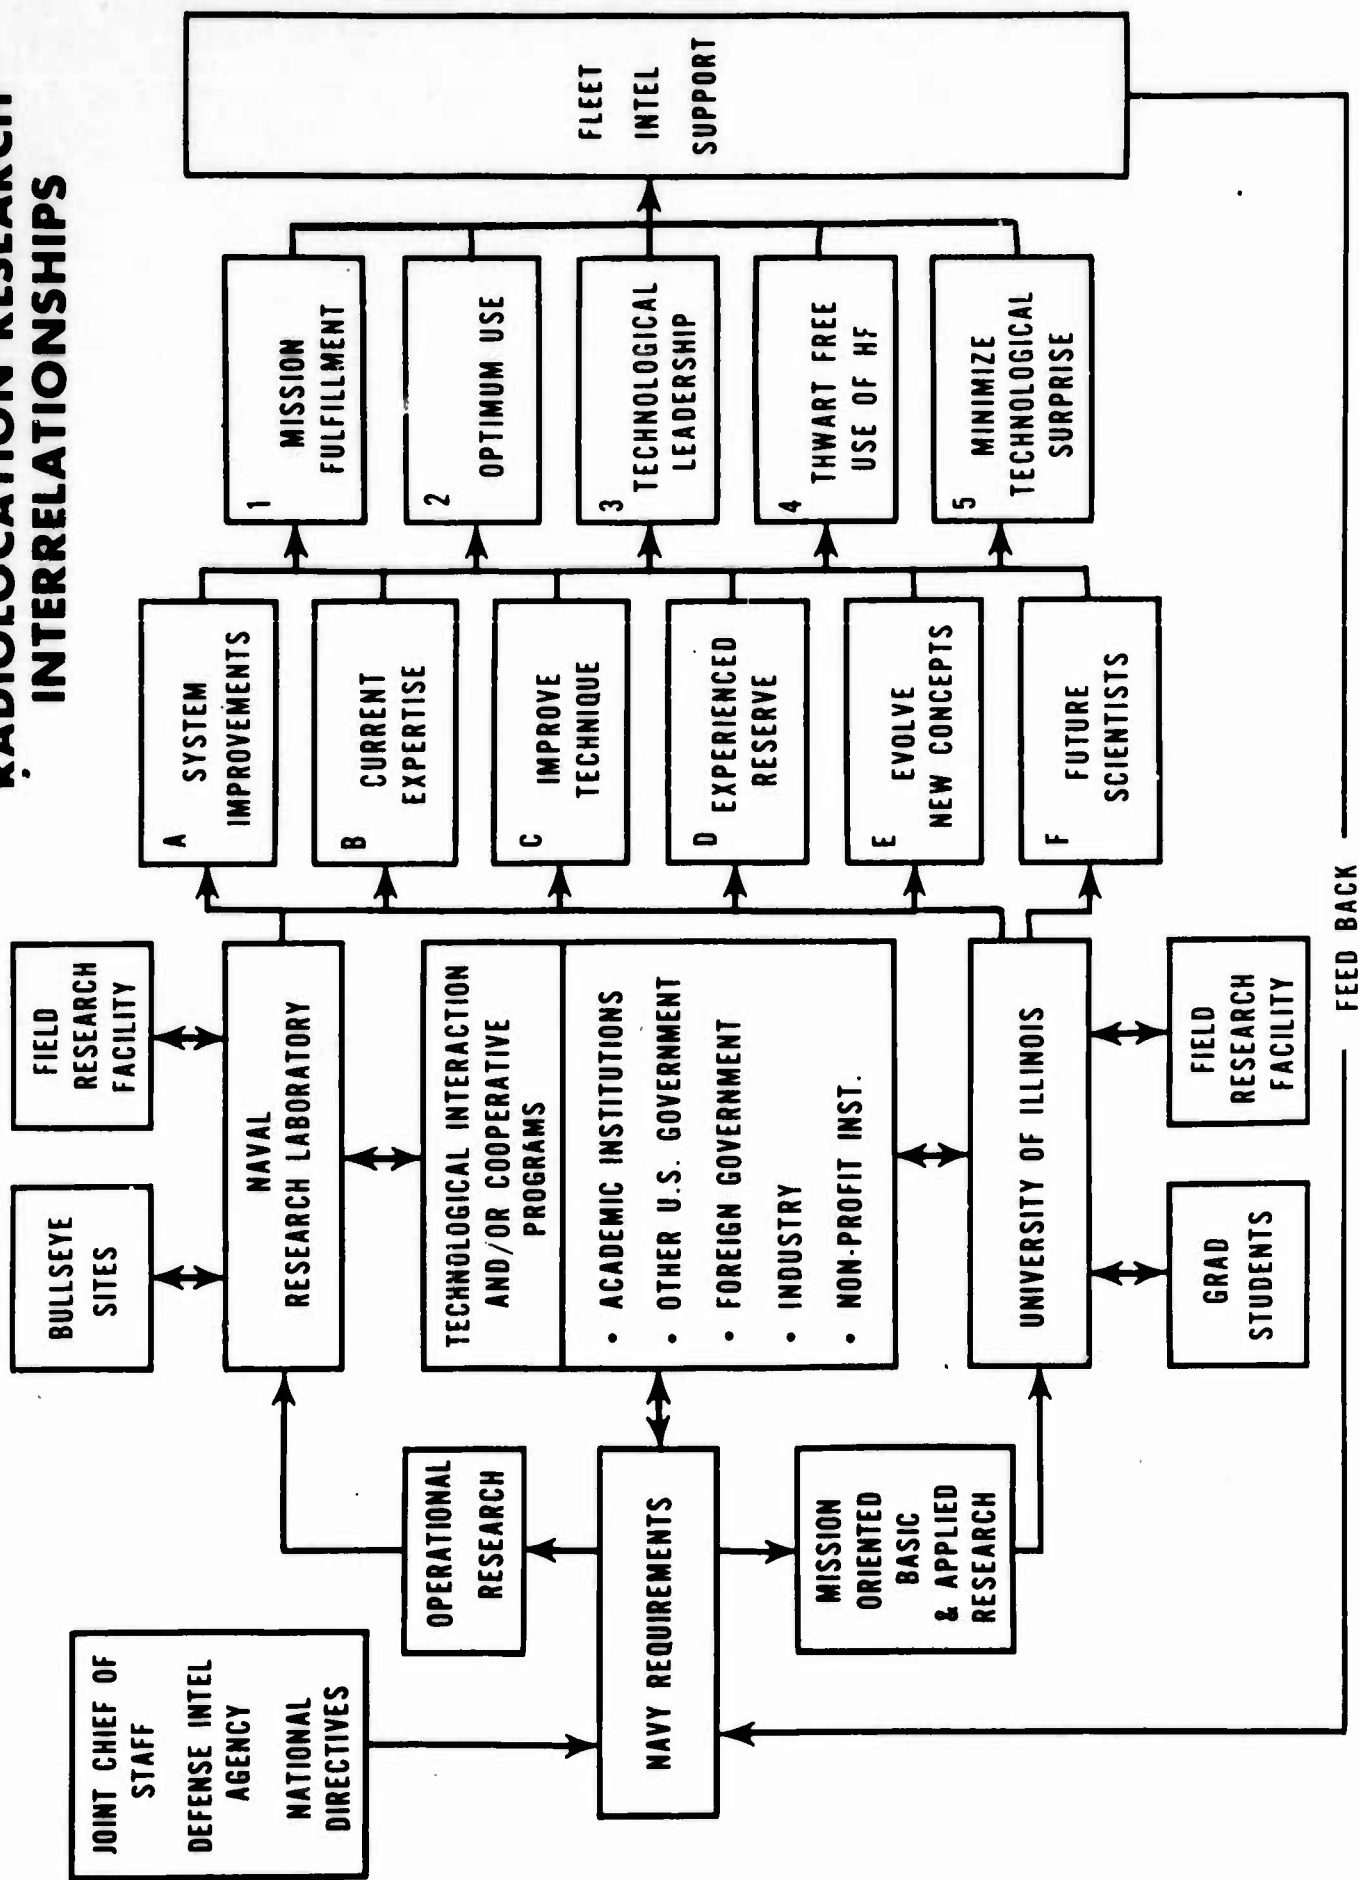 RADIOLOCATION RESEARCH
INTERRELATIONSHIPS
JOINT CHIEF OF
STAFF
DEFENSE INTEL
AGENCY
NATIONAL
DIRECTIVES
NAVY REQUIREMENTS
OPERATIONAL
RESEARCH
MISSION
ORIENTED
BASIC
& APPLIED
RESEARCH
BULLSEYE
SITES
FIELD
RESEARCH
FACILITY
NAVAL
RESEARCH LABORATORY
TECHNOLOGICAL INTERACTION
AND/OR COOPERATIVE
PROGRAMS
• ACADEMIC INSTITUTIONS
• OTHER U.S. GOVERNMENT
• FOREIGN GOVERNMENT
• INDUSTRY
• NON-PROFIT INST.
UNIVERSITY OF ILLINOIS
GRAD
STUDENTS
FIELD
RESEARCH
FACILITY
A SYSTEM
IMPROVEMENTS
B CURRENT
EXPERTISE
C IMPROVE
TECHNIQUE
D EXPERIENCED
RESERVE
E EVOLVE
NEW CONCEPTS
F FUTURE
SCIENTISTS
1 MISSION
FULFILLMENT
2
OPTIMUM USE
3
TECHNOLOGICAL
LEADERSHIP
4
THWART FREE
USE OF HF
5 MINIMIZE
TECHNOLOGICAL
SURPRISE
FLEET
INTEL
SUPPORT
FEED BACK